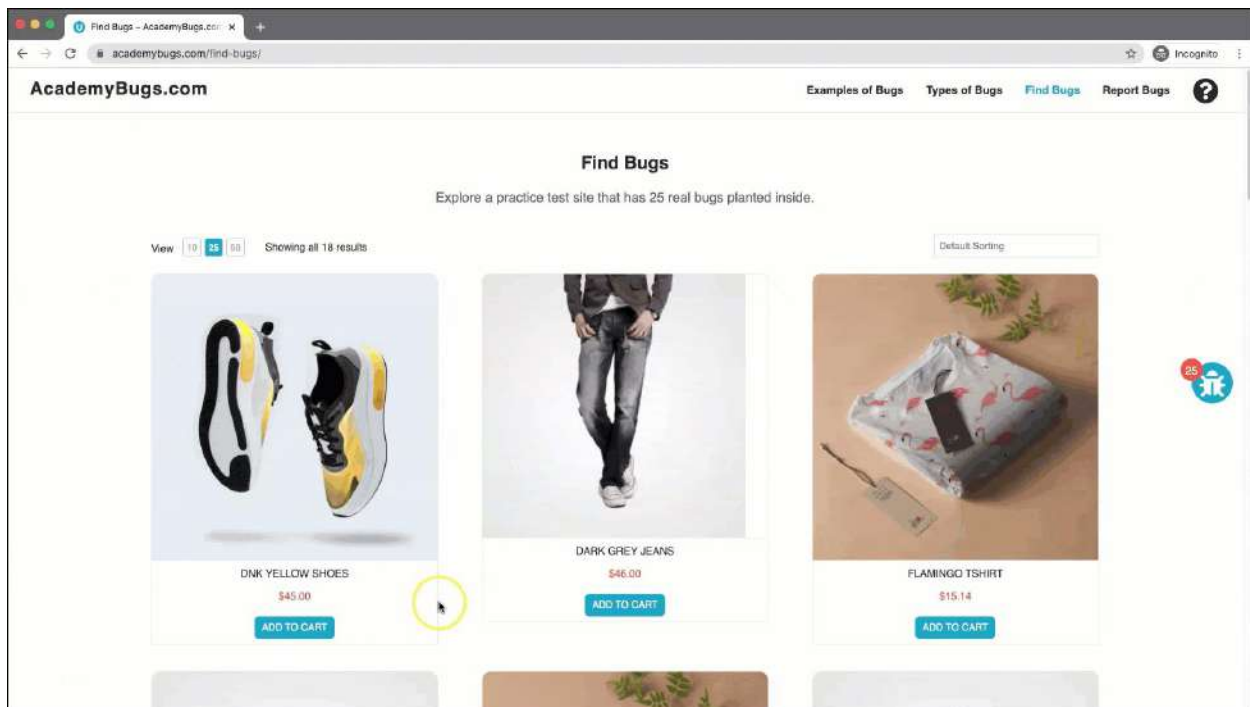 Find Bugs – AcademyBugs.com
academybugs.com/find-bugs/
Incognito
AcademyBugs.com
Examples of Bugs Types of Bugs Find Bugs Report Bugs
Find Bugs
Explore a practice test site that has 25 real bugs planted inside.
View 10 25 50 Showing all 18 results
Default Sorting
25
DNK YELLOW SHOES
$45.00
ADD TO CART
DARK GREY JEANS
$46.00
ADD TO CART
FLAMINGO TSHIRT
$15.14
ADD TO CART